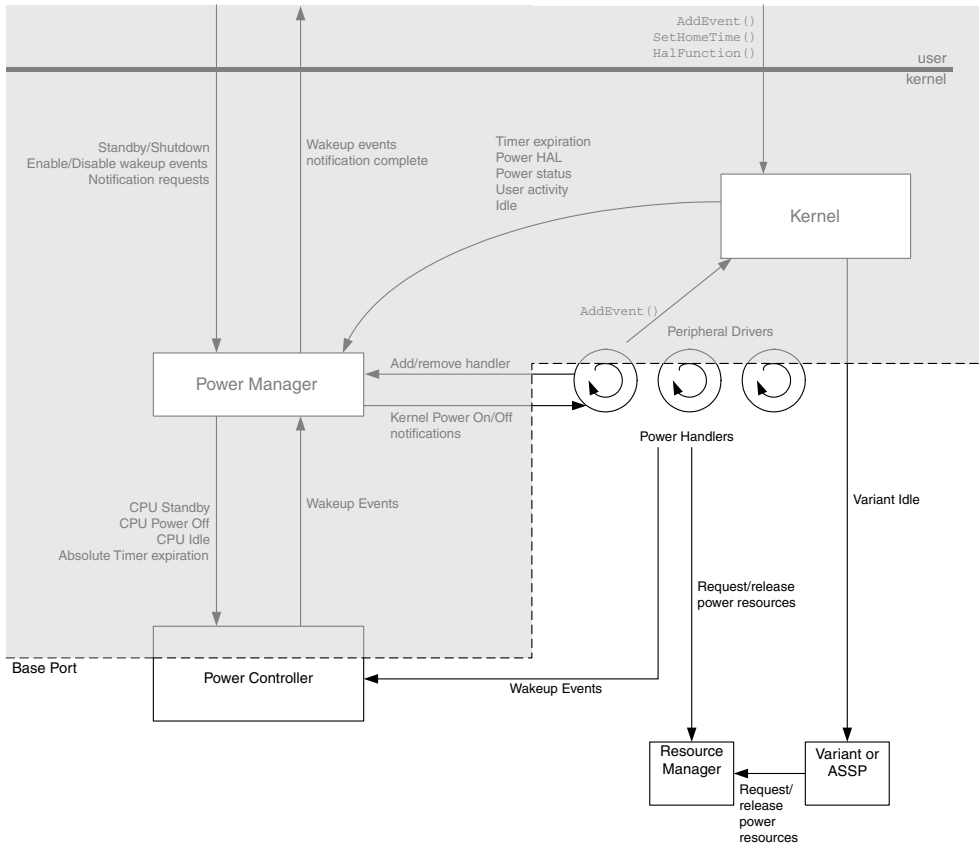 AddEvent()
SetHomeTime()
HalFunction()
user
kernel
Standby/Shutdown
Enable/Disable wakeup events
Notification requests
Wakeup events
notification complete
Timer expiration
Power HAL
Power status
User activity
Idle
Kernel
AddEvent()
Peripheral Drivers
Power Manager
Add/remove handler
Kernel Power On/Off
notifications
Power Handlers
CPU Standby
CPU Power Off
CPU Idle
Absolute Timer expiration
Wakeup Events
Variant Idle
Request/release
power resources
Base Port
Power Controller
Wakeup Events
Resource
Manager
Variant or
ASSP
Request/
release
power
resources